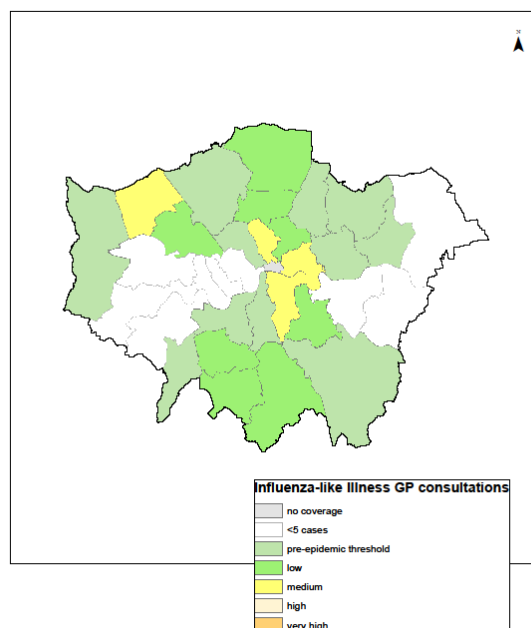 N
Influenza-like Illness GP consultations
no coverage
<5 cases
pre-epidemic threshold
low
medium
high
very high